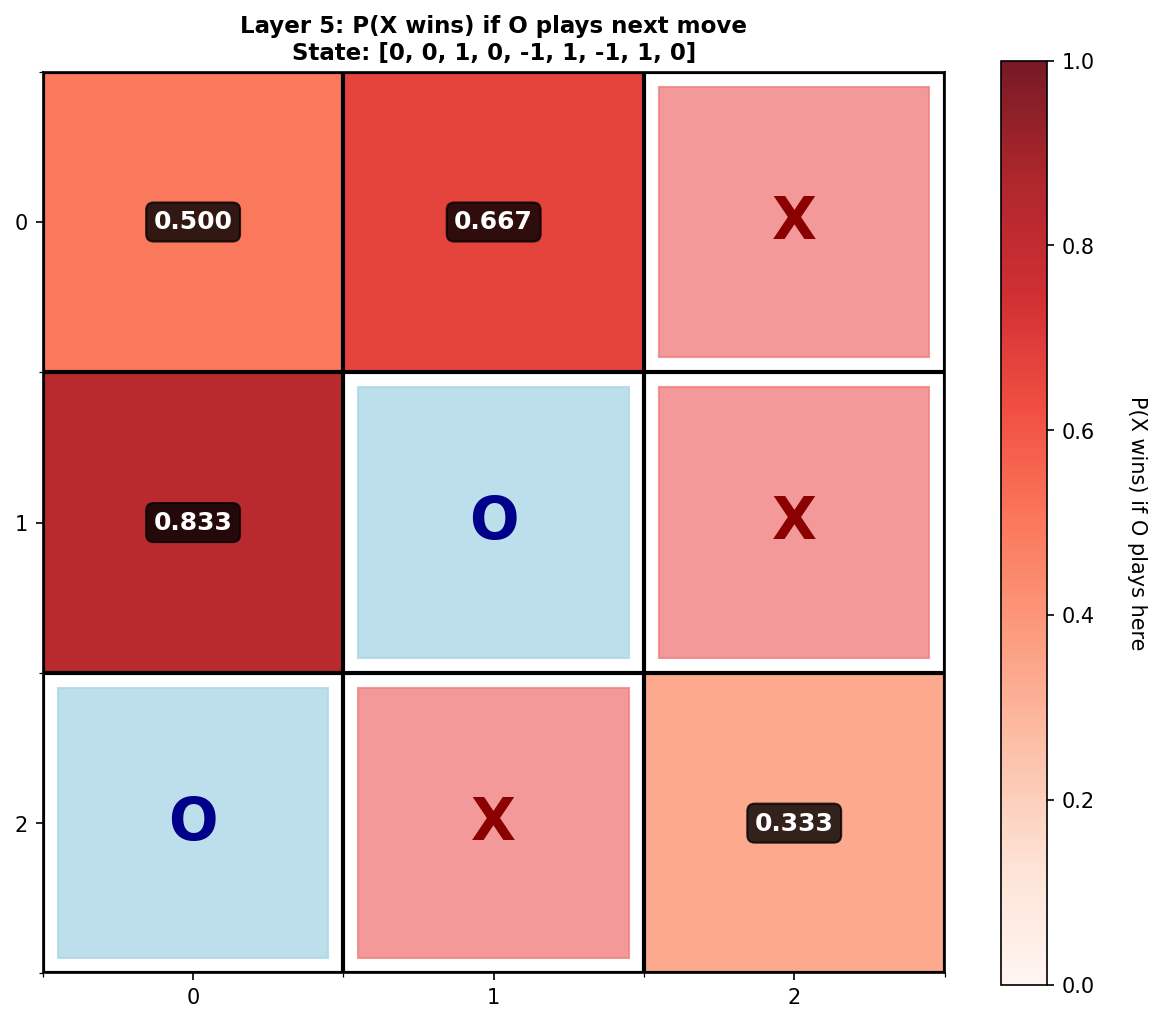 Layer 5: P(X wins) if O plays next move
State: [0, 0, 1, 0, -1, 1, -1, 1, 0]
0
0.500
0.667
X
1
0.833
O
X
2
O
X
0.333
0
1
2
1.0
0.8
0.6
0.4
0.2
0.0
P(X wins) if O plays here